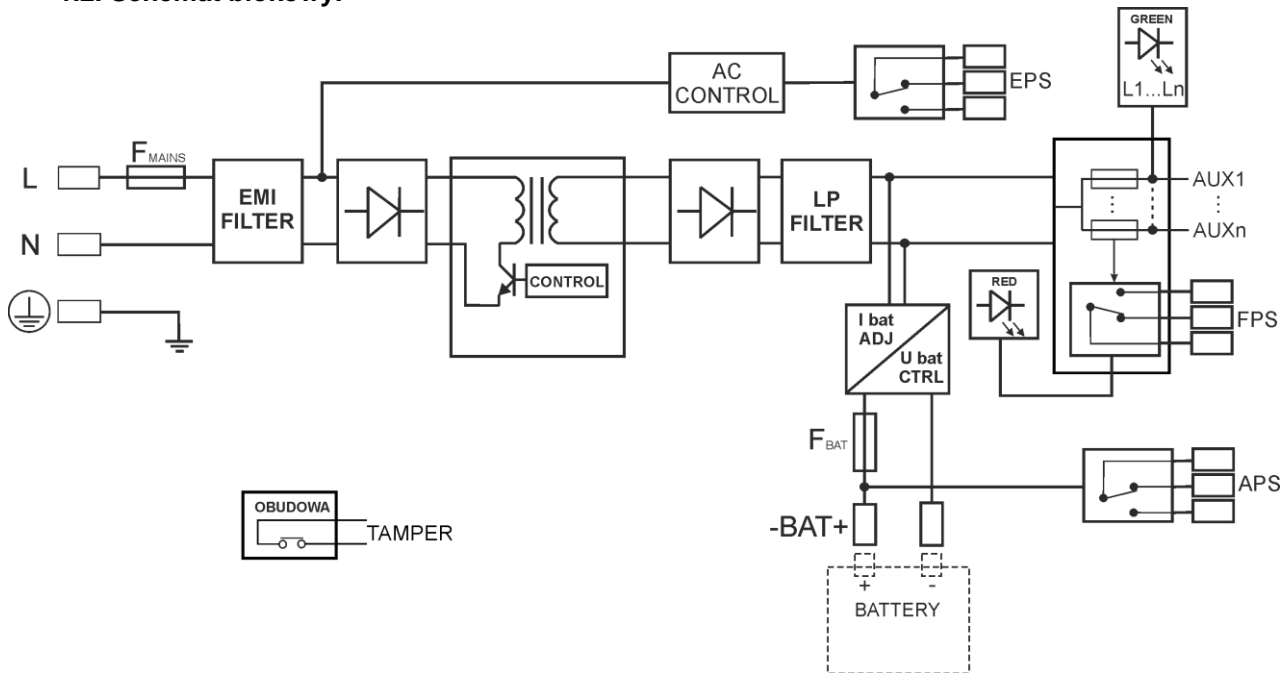 GREEN
L1...Ln
AC
CONTROL
EPS
F MAINS
L
EMI
FILTER
LP
FILTER
AUX1
AUXn
N
CONTROL
RED
FPS
I bat
ADJ
U bat
CTRL
F BAT
APS
OBUDOWA
TAMPER
-BAT+
+ -
BATTERY